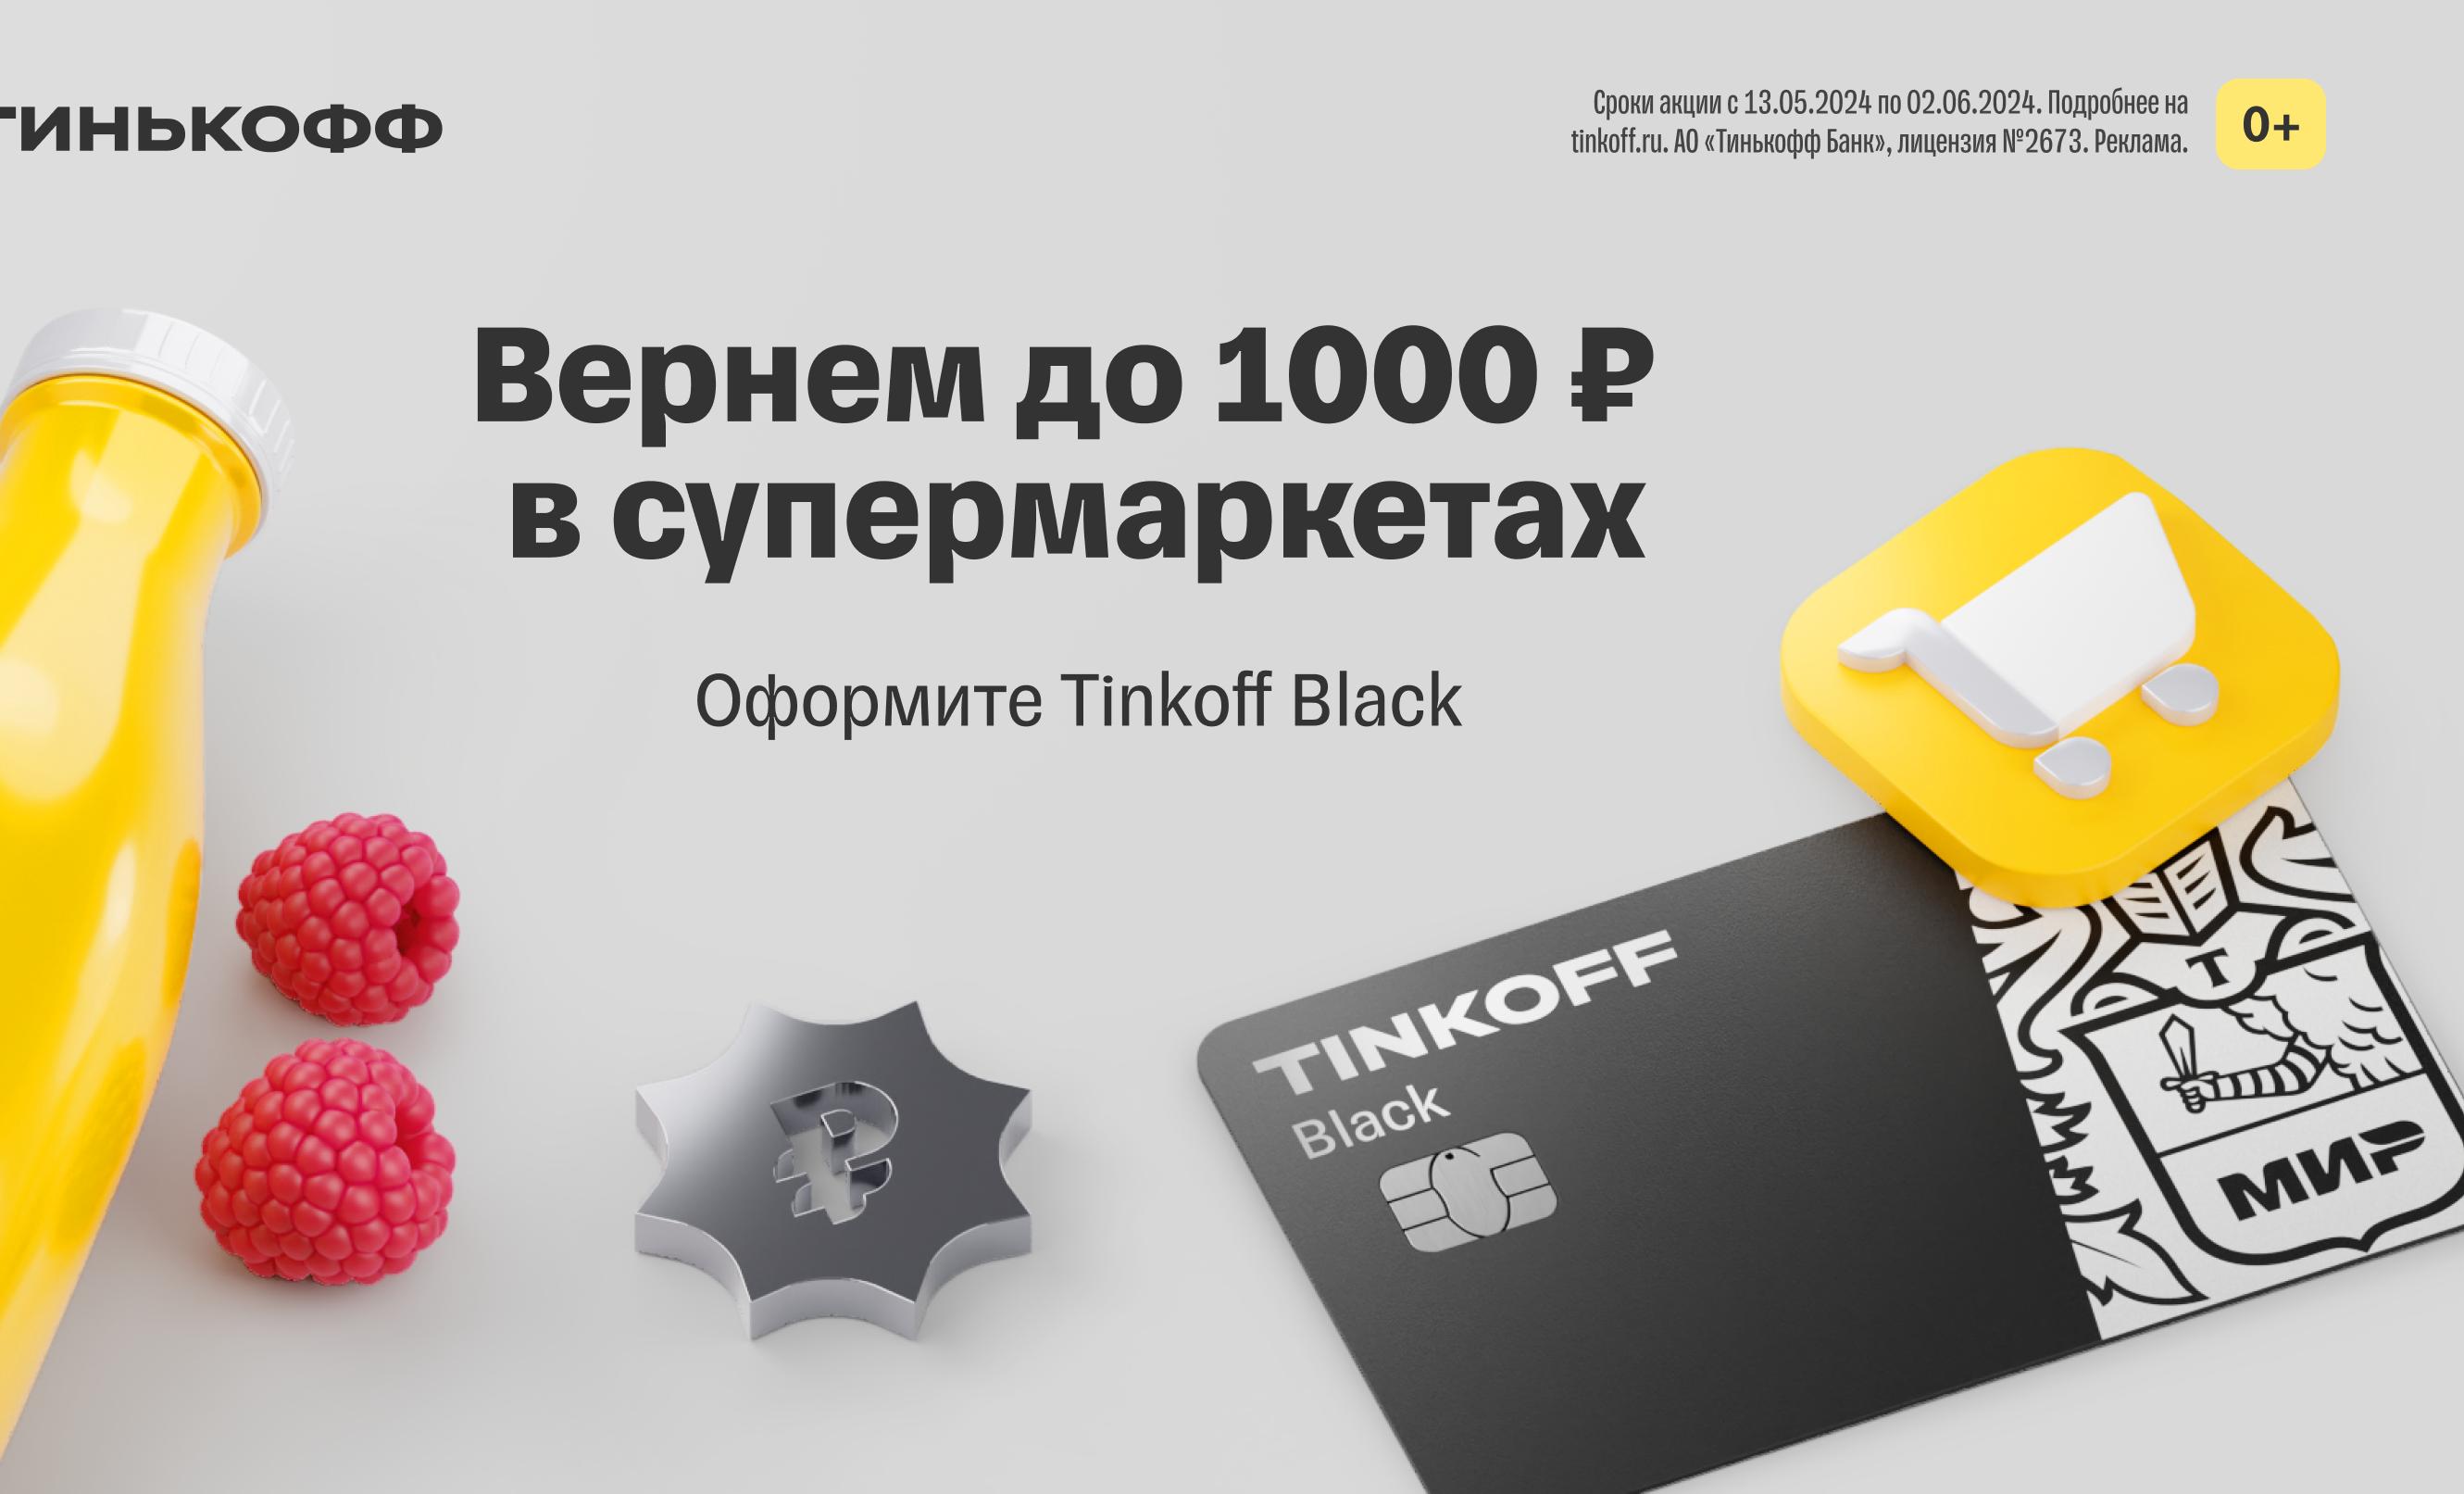 ТИНЬКОФФ
Сроки акции с 13.05.2024 по 02.06.2024. Подробнее на
tinkoff.ru. АО «Тинькофф Банк», лицензия №2673. Реклама.
0+
Вернем до 1000 ₽
в супермаркетах
Оформите Tinkoff Black
TINKOFF
Black
Т
МИР
₽